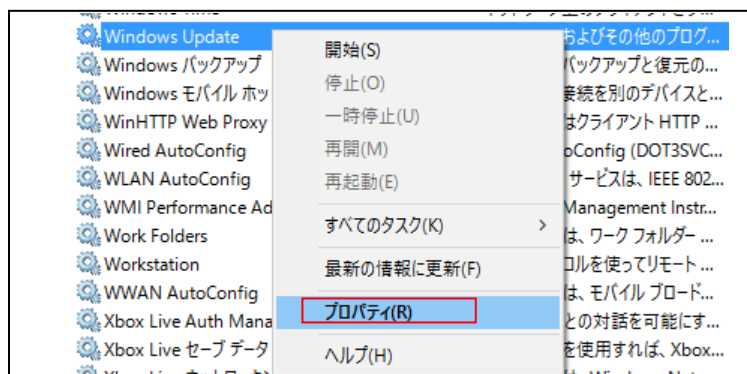 Windows Update
およびその他のプログ...
Windows バックアップ
バックアップと復元の...
Windows モバイル ホッ
接続を別のデバイスと...
WinHTTP Web Proxy
はクライアント HTTP ...
Wired AutoConfig
oConfig (DOT3SVC...
WLAN AutoConfig
サービスは、IEEE 802...
WMI Performance Ad
Management Instr...
Work Folders
は、ワーク フォルダー ...
Workstation
コルを使ってリモート ...
WWAN AutoConfig
は、モバイル ブロード...
Xbox Live Auth Mana
との対話を可能にす...
Xbox Live セーブ データ
を使用すれば、Xbox...
開始(S)
停止(O)
一時停止(U)
再開(M)
再起動(E)
すべてのタスク(K)
最新の情報に更新(F)
プロパティ(R)
ヘルプ(H)